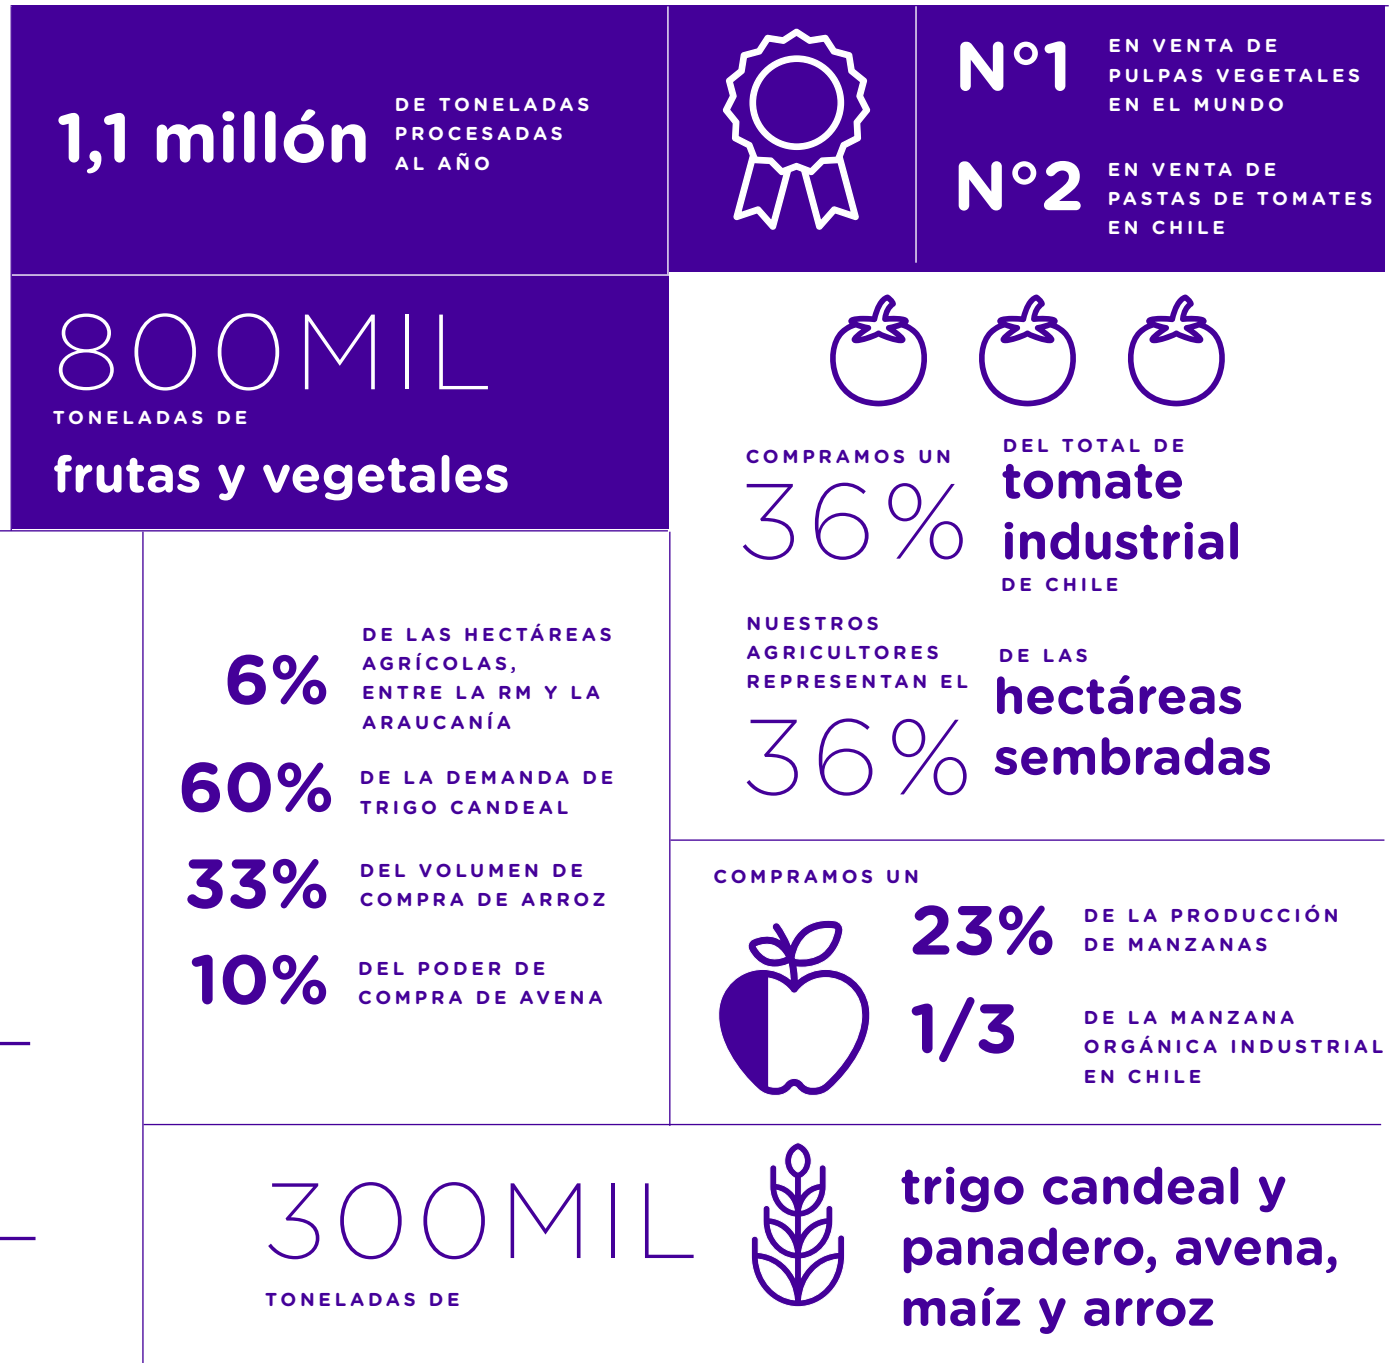 1,1 millón
DE TONELADAS
PROCESADAS
AL AÑO
N°1
EN VENTA DE
PULPAS VEGETALES
EN EL MUNDO
N°2
EN VENTA DE
PASTAS DE TOMATES
EN CHILE
800MIL
TONELADAS DE
frutas y vegetales
COMPRAMOS UN
36%
DEL TOTAL DE
tomate
industrial
DE CHILE
NUESTROS
AGRICULTORES
REPRESENTAN EL
36%
DE LAS
hectáreas
sembradas
6%
DE LAS HECTÁREAS
AGRÍCOLAS,
ENTRE LA RM Y LA
ARAUCANÍA
60%
DE LA DEMANDA DE
TRIGO CANDEAL
33%
DEL VOLUMEN DE
COMPRA DE ARROZ
10%
DEL PODER DE
COMPRA DE AVENA
COMPRAMOS UN
23%
DE LA PRODUCCIÓN
DE MANZANAS
1/3
DE LA MANZANA
ORGÁNICA INDUSTRIAL
EN CHILE
300MIL
TONELADAS DE
trigo candeal y
panadero, avena,
maíz y arroz